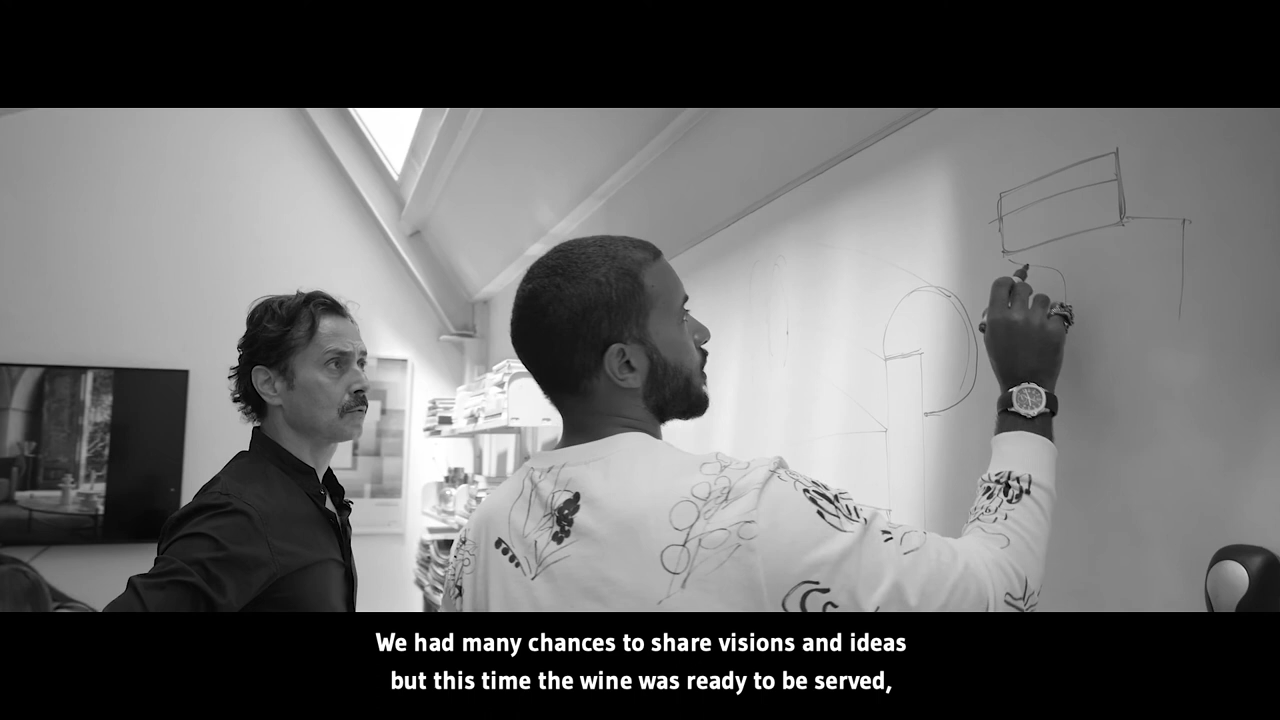 We had many chances to share visions and ideas
but this time the wine was ready to be served,